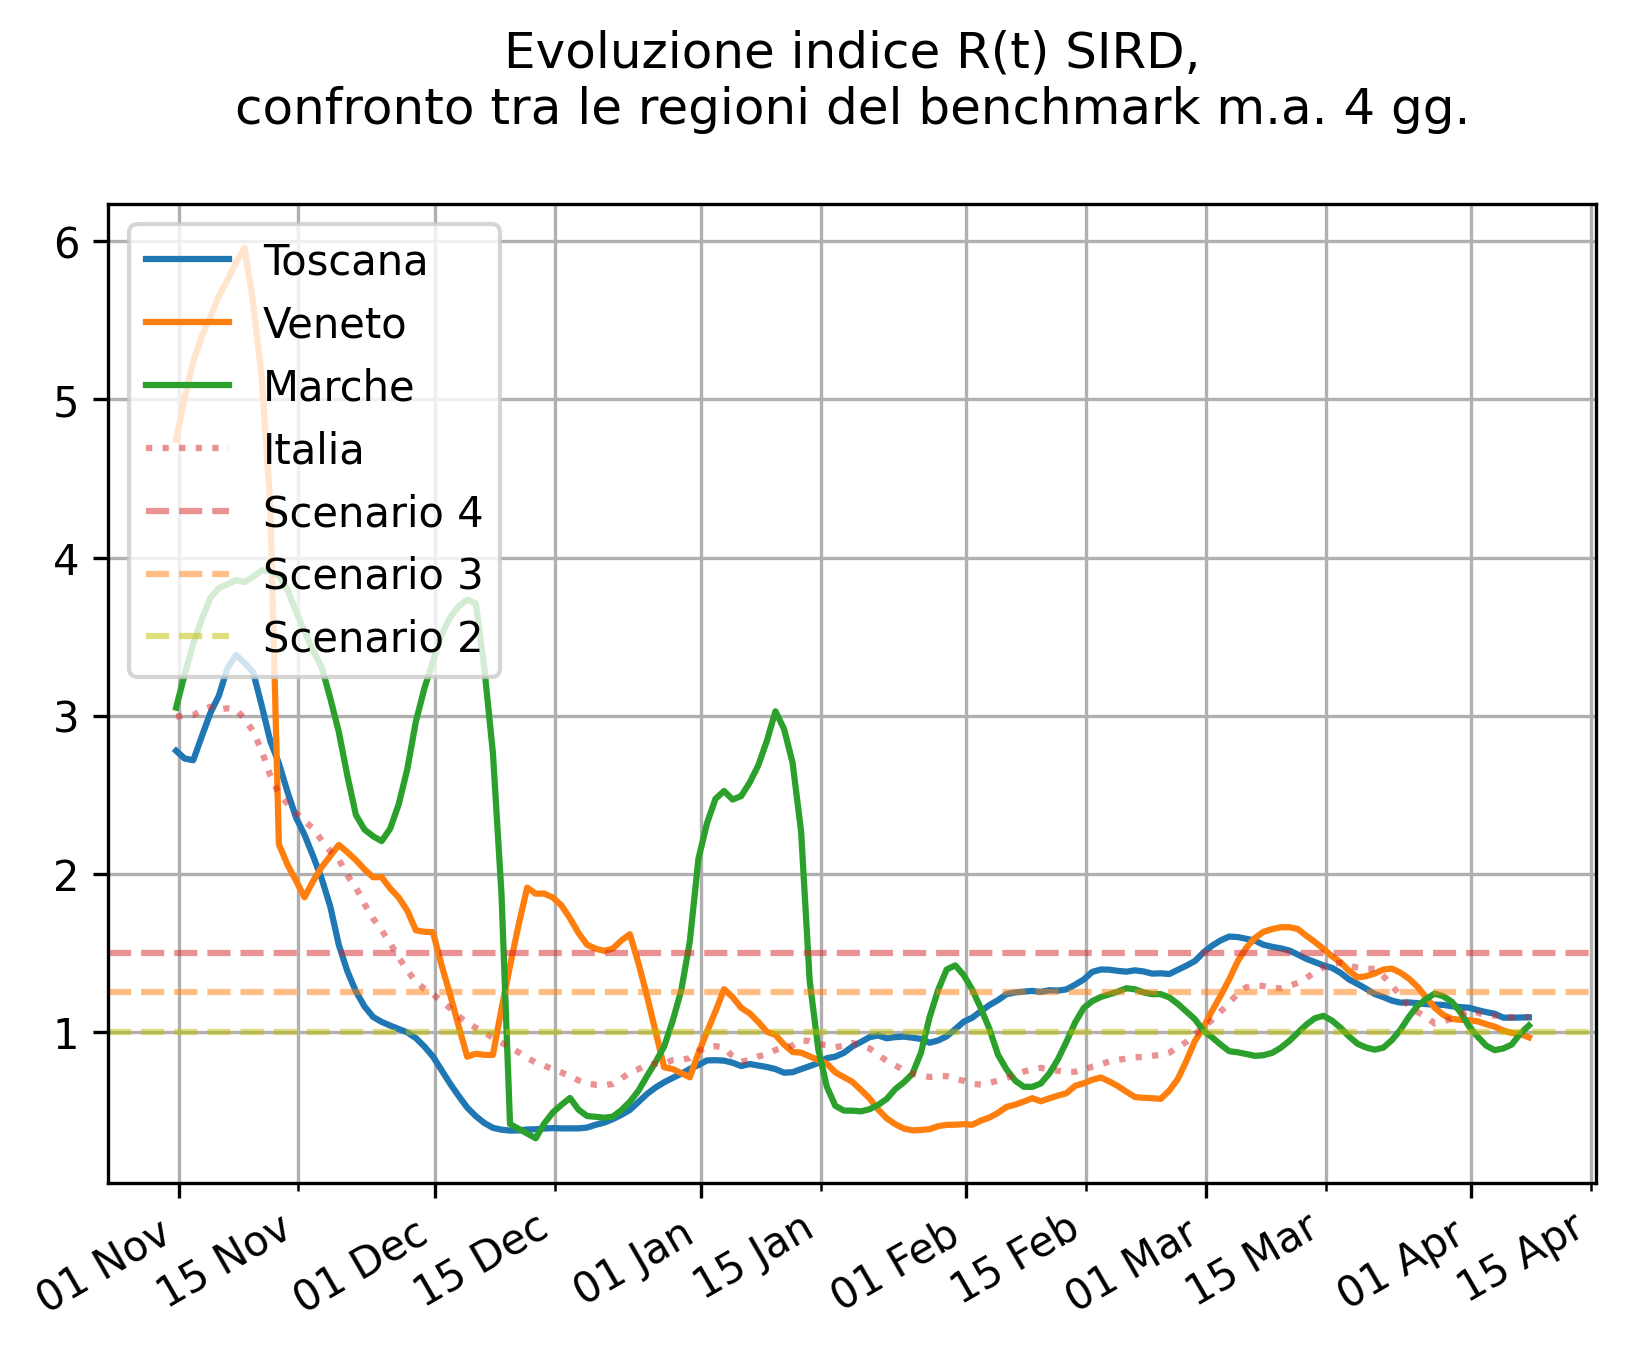 Evoluzione indice R(t) SIRD,
confronto tra le regioni del benchmark m.a. 4 gg.
6
5
4
3
2
1
Toscana
Veneto
Marche
Italia
Scenario 4
Scenario 3
Scenario 2
01 Nov
15 Nov
01 Dec
15 Dec
01 Jan
15 Jan
01 Feb
15 Feb
01 Mar
15 Mar
01 Apr
15 Apr